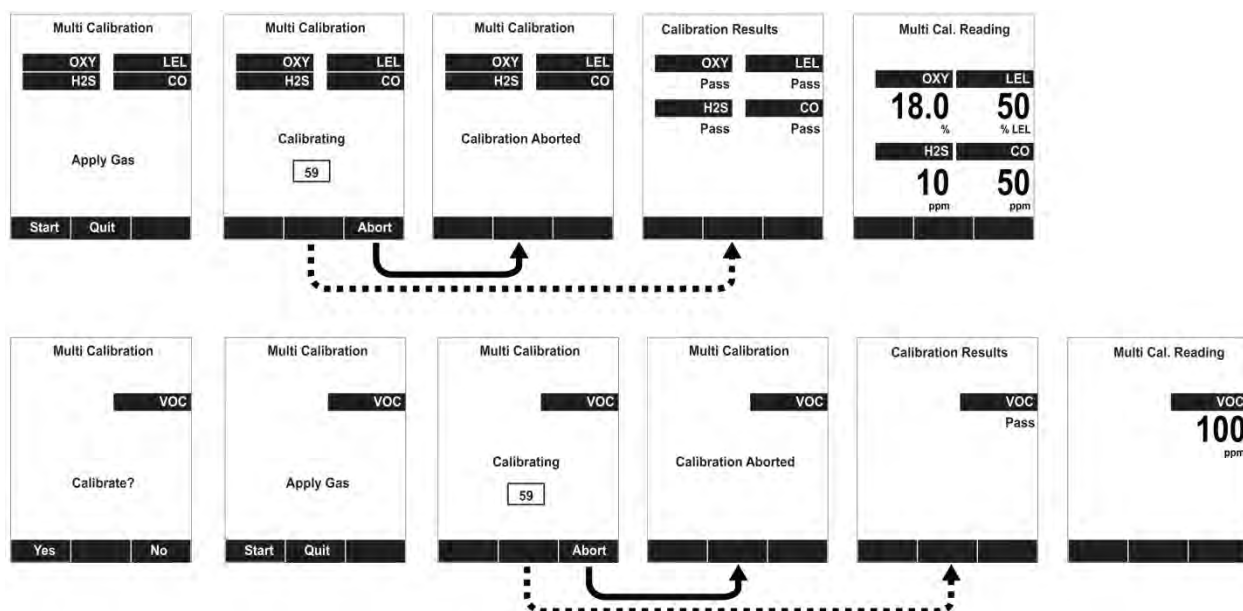 Multi Calibration
OXY LEL
H2S CO
Apply Gas
Start Quit
Multi Calibration
OXY LEL
H2S CO
Calibrating
59
Abort
Multi Calibration
OXY LEL
H2S CO
Calibration Aborted
Calibration Results
OXY LEL
Pass Pass
H2S CO
Pass Pass
Multi Cal. Reading
OXY LEL
18.0 50
% % LEL
H2S CO
10 50
ppm ppm
Multi Calibration
VOC
Calibrate?
Yes No
Multi Calibration
VOC
Apply Gas
Start Quit
Multi Calibration
VOC
Calibrating
59
Abort
Multi Calibration
VOC
Calibration Aborted
Calibration Results
VOC
Pass
Multi Cal. Reading
VOC
100
ppm